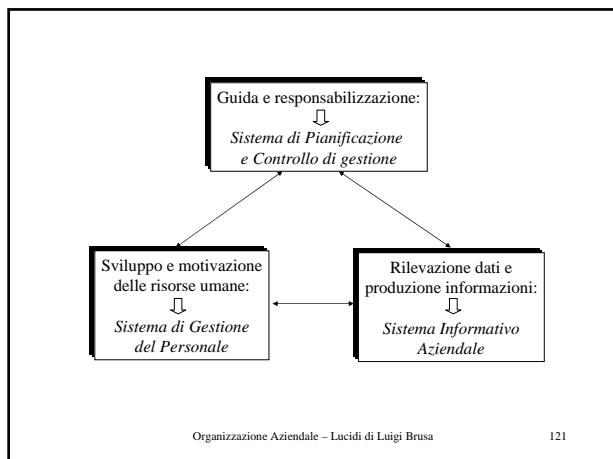 Guida e responsabilizzazione:
Sistema di Pianificazione
e Controllo di gestione
Sviluppo e motivazione
delle risorse umane:
Sistema di Gestione
del Personale
Rilevazione dati e
produzione informazioni:
Sistema Informativo
Aziendale
Organizzazione Aziendale – Lucidi di Luigi Brusa
121